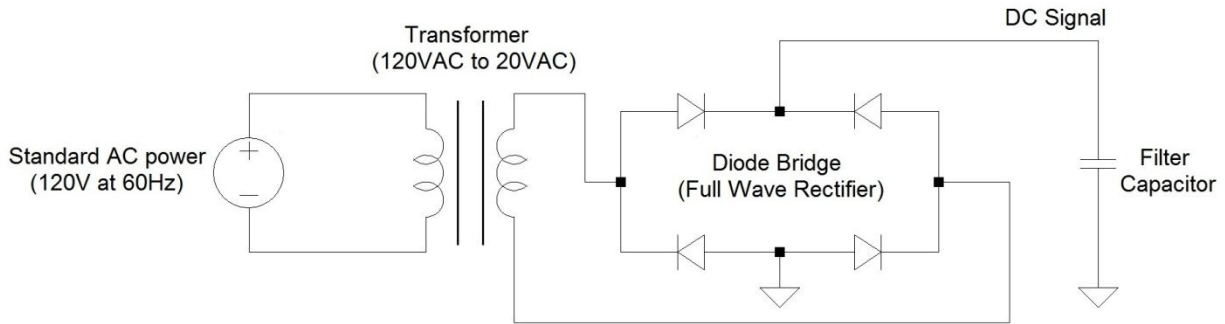 DC Signal
Transformer
(120VAC to 20VAC)
Standard AC power
(120V at 60Hz)
Diode Bridge
(Full Wave Rectifier)
Filter
Capacitor